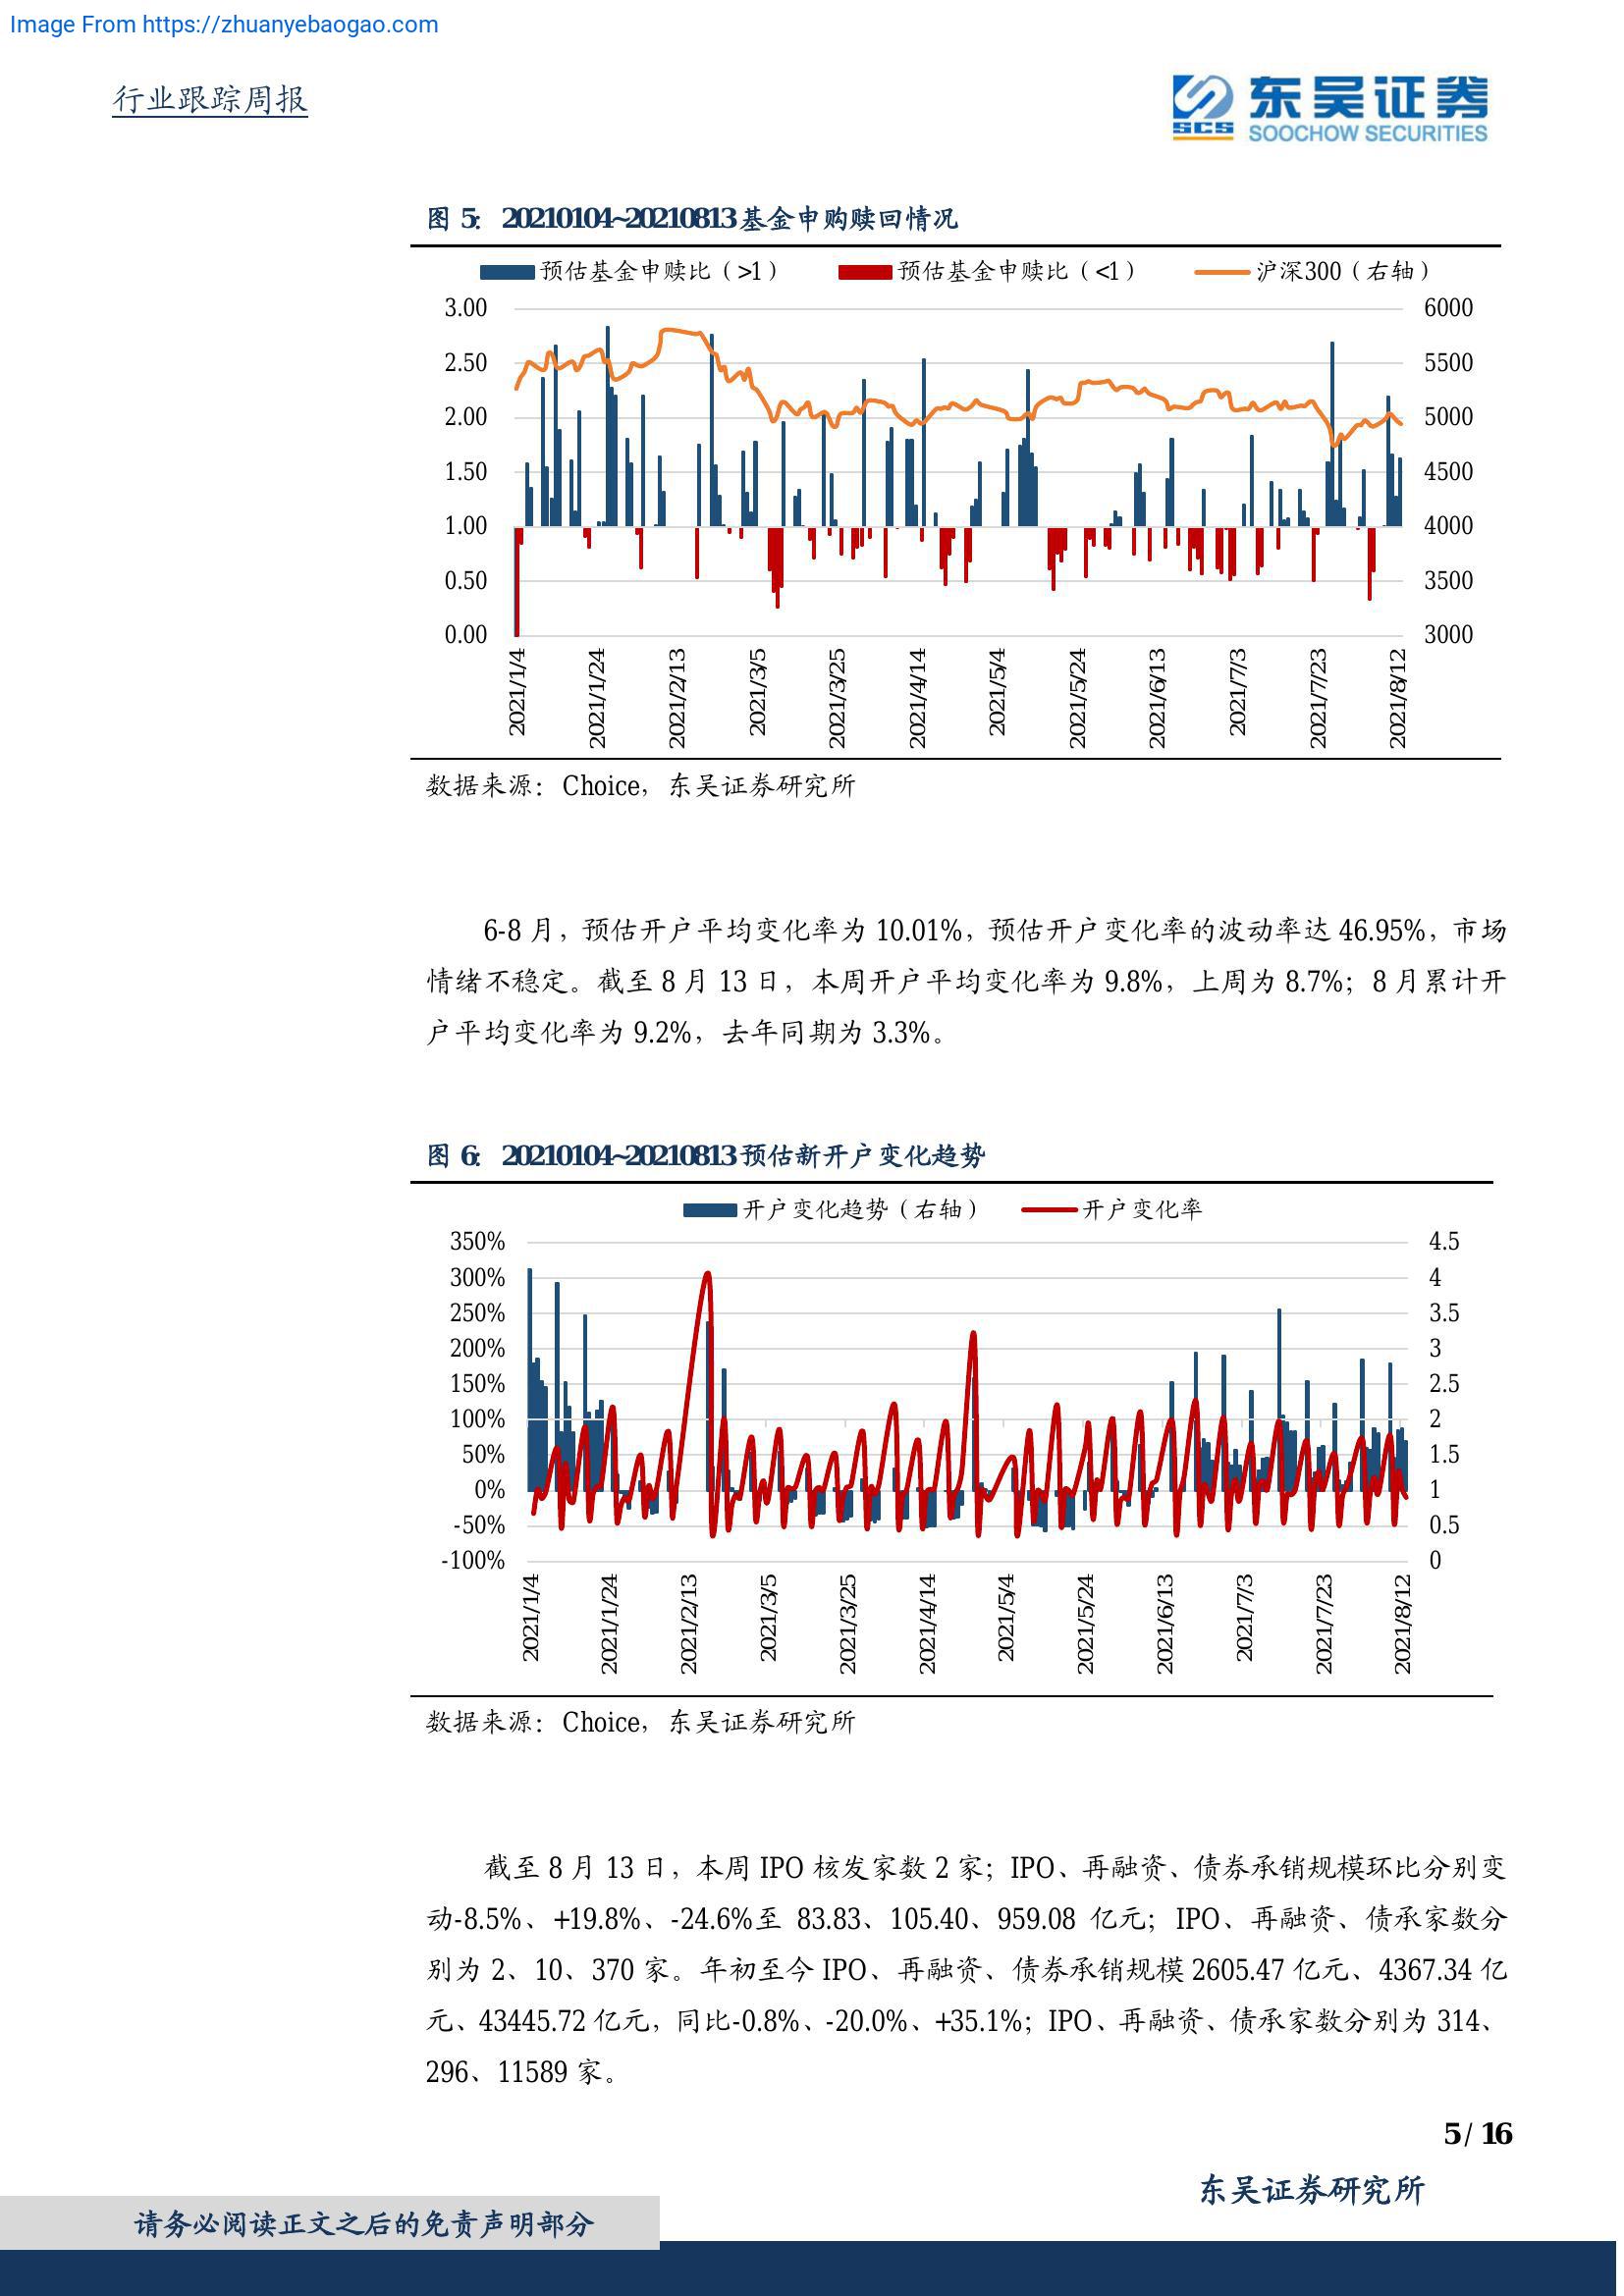 Image From https://zhuanyebaogao.com
行业跟踪周报
东吴证券
SCS SOOCHOW SECURITIES
图 5: 20210104~20210813 基金申购赎回情况
预估基金申赎比（>1） 预估基金申赎比（<1） 沪深300（右轴）
3.00 6000
2.50 5500
2.00 5000
1.50 4500
1.00 4000
0.50 3500
0.00 3000
2021/1/4 2021/1/24 2021/2/13 2021/3/5 2021/3/25 2021/4/14 2021/5/4 2021/5/24 2021/6/13 2021/7/3 2021/7/23 2021/8/12
数据来源：Choice，东吴证券研究所
6-8 月，预估开户平均变化率为 10.01%，预估开户变化率的波动率达 46.95%，市场
情绪不稳定。截至 8 月 13 日，本周开户平均变化率为 9.8%，上周为 8.7%；8 月累计开
户平均变化率为 9.2%，去年同期为 3.3%。
图 6: 20210104~20210813 预估新开户变化趋势
开户变化趋势（右轴） 开户变化率
350% 4.5
300% 4
250% 3.5
200% 3
150% 2.5
100% 2
50% 1.5
0% 1
-50% 0.5
-100% 0
2021/1/4 2021/1/24 2021/2/13 2021/3/5 2021/3/25 2021/4/14 2021/5/4 2021/5/24 2021/6/13 2021/7/3 2021/7/23 2021/8/12
数据来源：Choice，东吴证券研究所
截至 8 月 13 日，本周 IPO 核发家数 2 家；IPO、再融资、债券承销规模环比分别变
动-8.5%、+19.8%、-24.6%至 83.83、105.40、959.08 亿元；IPO、再融资、债承家数分
别为 2、10、370 家。年初至今 IPO、再融资、债券承销规模 2605.47 亿元、4367.34 亿
元、43445.72 亿元，同比-0.8%、-20.0%、+35.1%；IPO、再融资、债承家数分别为 314、
296、11589 家。
5 / 16
东吴证券研究所
请务必阅读正文之后的免责声明部分